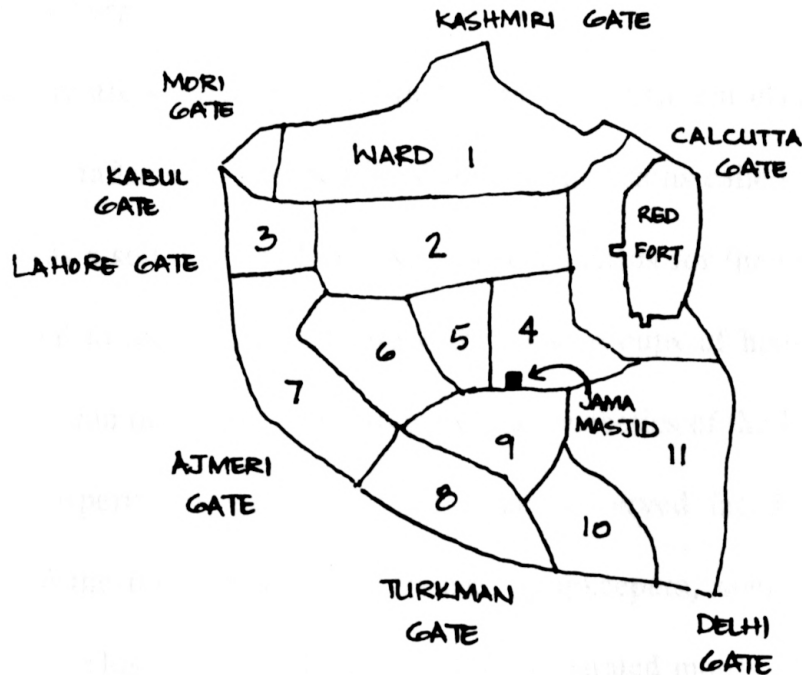 KASHMIRI GATE
MORI
GATE
CALCUTTA
GATE
WARD 1
KABUL
GATE
RED
FORT
3
2
LAHORE GATE
5
4
6
7
JAMA
MASJID
9
11
AJMERI
GATE
8
10
TURKMAN
GATE
DELHI
GATE